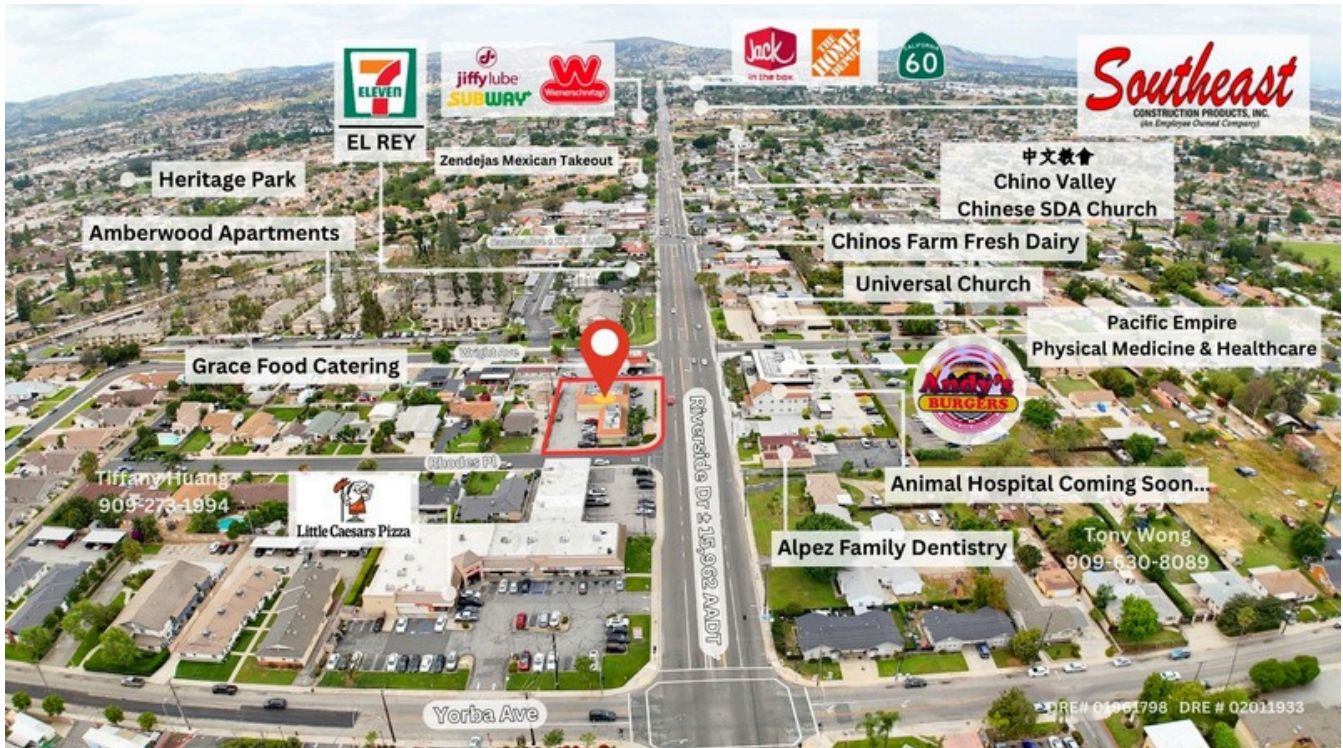 7
ELEVEN
EL REY
jiffylube
SUBWAY
W
Wienerschnitzel
Jack
in the box
THE
HOME
DEPOT
CALIFORNIA
60
Southeast
CONSTRUCTION PRODUCTS, INC.
(An Employee Owned Company)
Heritage Park
Zendejas Mexican Takeout
中文教會
Chino Valley
Chinese SDA Church
Amberwood Apartments
Chinos Farm Fresh Dairy
Universal Church
Pacific Empire
Physical Medicine & Healthcare
Wright Ave
Grace Food Catering
Andy's
BURGERS
Riverside Dr ± 15,962 AADT
Rhodes Pl
Tiffany Huang
909-273-1994
Little Caesars Pizza
Animal Hospital Coming Soon...
Alpez Family Dentistry
Tony Wong
909-630-8089
Yorba Ave
DRE# 01961798 DRE # 02011933